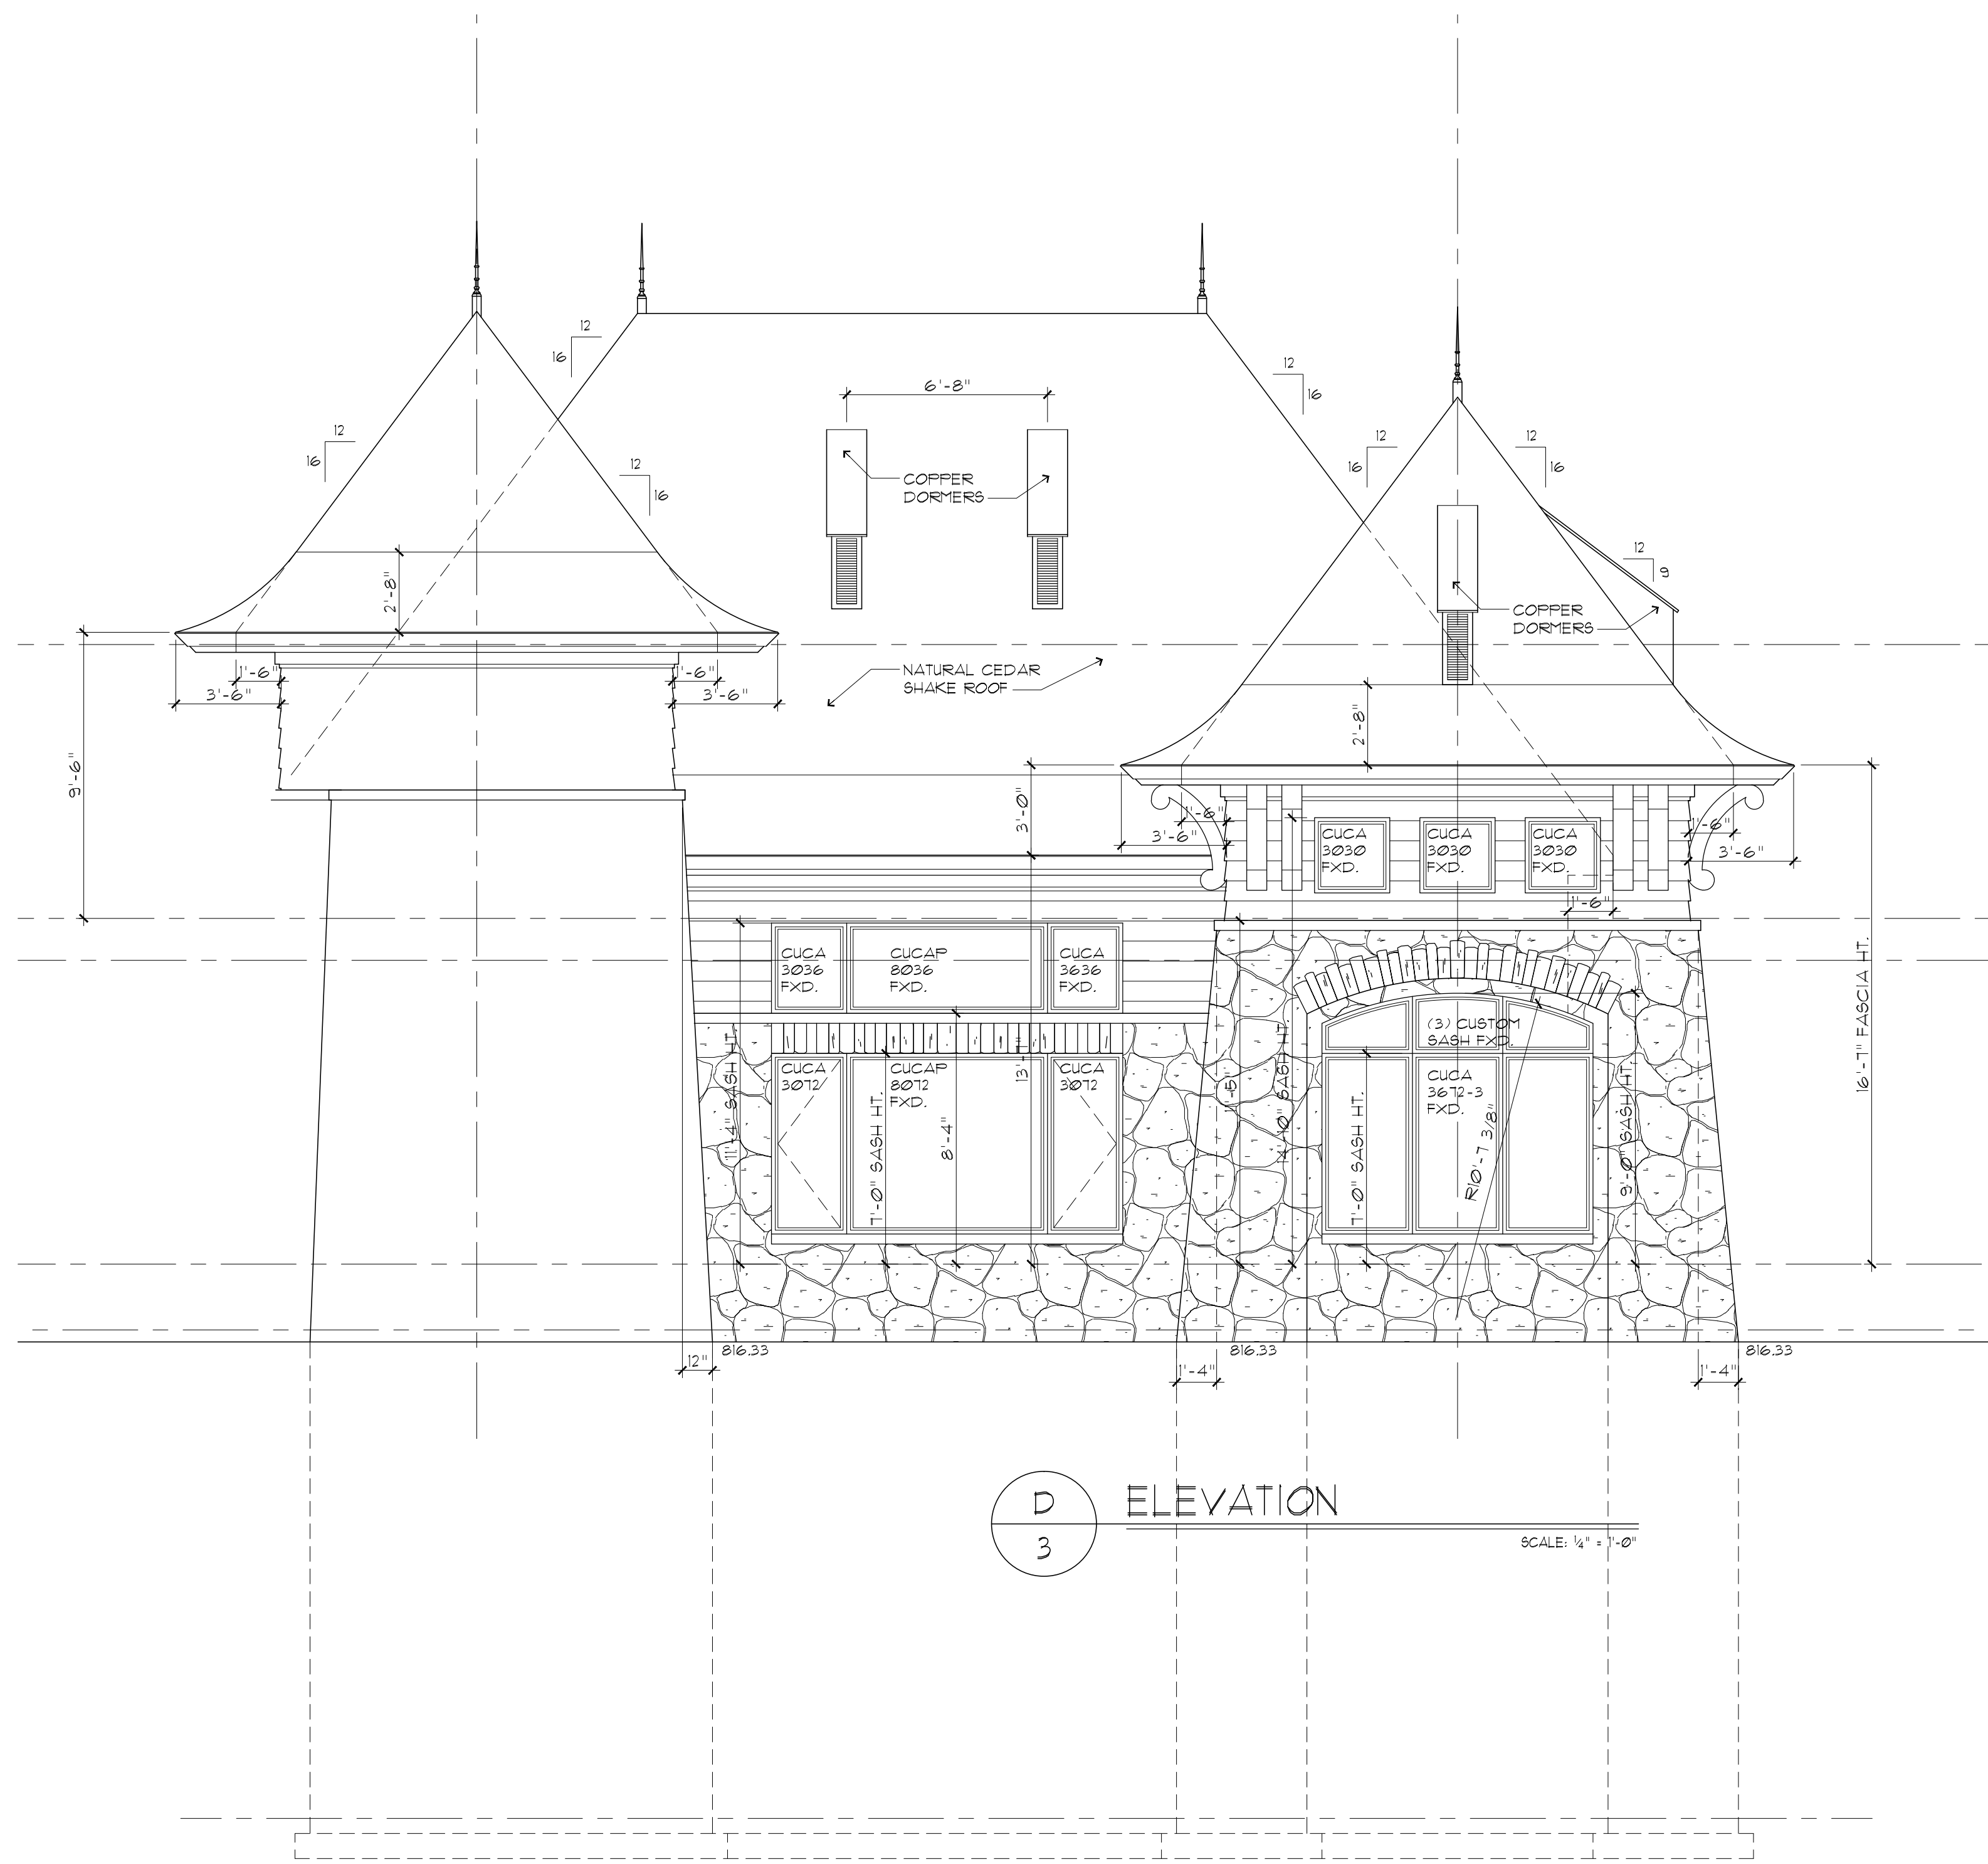 12
16
12
16
6'-8"
12
16
12
16
12
16
12
16
12
16
COPPER
DORMERS
12
9
2'-8"
COPPER
DORMERS
1'-6"
3'-6"
1'-6"
3'-6"
NATURAL CEDAR
SHAKE ROOF
2'-8"
9'-6"
3'-0"
1'-6"
3'-6"
1'-6"
3'-6"
CUCA
3030
FXD.
CUCA
3030
FXD.
CUCA
3030
FXD.
1'-6"
CUCA
3036
FXD.
CUCAP
8036
FXD.
CUCA
3636
FXD.
16'-7" FASCIA HT.
(3) CUSTOM
SASH FXD.
CUCA
3072
CUCAP
8072
FXD.
CUCA
3072
CUCA
3672-3
FXD.
11'-4" SASH HT.
7'-0" SASH HT.
8'-4"
13'-7"
11'-5"
14'-10" SASH HT.
7'-0" SASH HT.
R10'-7 3/8"
9'-0" SASH HT.
816.33
816.33
816.33
12"
1'-4"
1'-4"
D
3
ELEVATION
SCALE: ¼" = 1'-0"